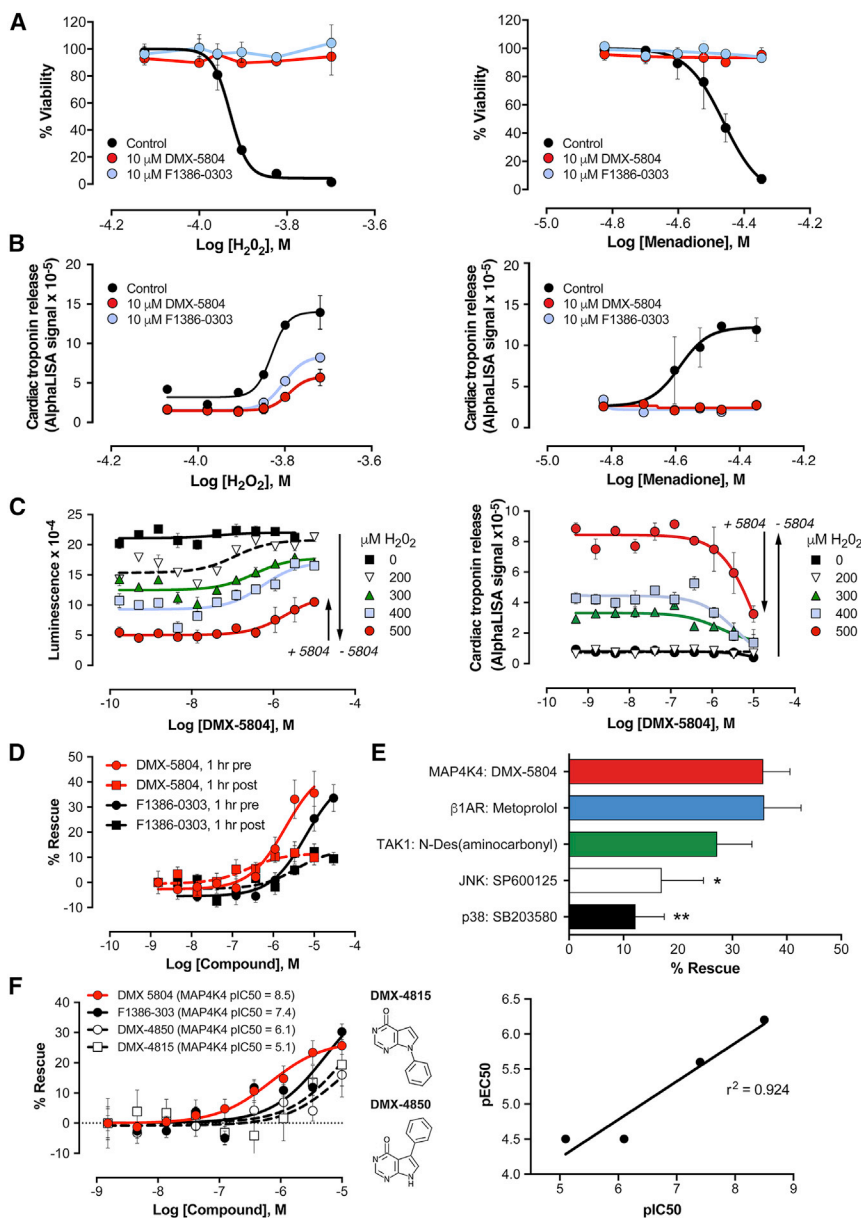 A
120
100
80
60
40
20
0
% Viability
Control
10 μM DMX-5804
10 μM F1386-0303
-4.2
-4.0
-3.8
-3.6
Log [H₂0₂], M
120
100
80
60
40
20
0
% Viability
Control
10 μM DMX-5804
10 μM F1386-0303
-5.0
-4.8
-4.6
-4.4
-4.2
Log [Menadione], M
B
20
15
10
5
0
Cardiac troponin release
(AlphaLISA signal x 10⁻⁵)
Control
10 μM DMX-5804
10 μM F1386-0303
-4.2
-4.0
-3.8
-3.6
Log [H₂O₂], M
20
15
10
5
0
Cardiac troponin release
(AlphaLISA signal x 10⁻⁵)
Control
10 μM DMX-5804
10 μM F1386-0303
-5.0
-4.8
-4.6
-4.4
-4.2
Log [Menadione], M
C
25
20
15
10
5
0
Luminescence x 10⁻⁴
μM H₂0₂
0
200
300
400
500
+ 5804
- 5804
-10
-8
-6
-4
Log [DMX-5804], M
10
8
6
4
2
0
Cardiac troponin release
(AlphaLISA signal x10⁻⁵)
+ 5804
- 5804
μM H₂0₂
0
200
300
400
500
-10
-9
-8
-7
-6
-5
-4
Log [DMX-5804], M
D
50
40
30
20
10
0
-10
% Rescue
DMX-5804, 1 hr pre
DMX-5804, 1 hr post
F1386-0303, 1 hr pre
F1386-0303, 1 hr post
-10
-9
-8
-7
-6
-5
-4
Log [Compound], M
E
MAP4K4: DMX-5804
β1AR: Metoprolol
TAK1: N-Des(aminocarbonyl)
JNK: SP600125
*
p38: SB203580
**
0
10
20
30
40
50
% Rescue
F
40
30
20
10
0
-10
% Rescue
DMX 5804 (MAP4K4 pIC50 = 8.5)
F1386-303 (MAP4K4 pIC50 = 7.4)
DMX-4850 (MAP4K4 pIC50 = 6.1)
DMX-4815 (MAP4K4 pIC50 = 5.1)
-9
-8
-7
-6
-5
Log [Compound], M
DMX-4815
O
N
N
N
DMX-4850
O
N
N
N
H
6.5
6.0
5.5
5.0
4.5
4.0
pEC50
r² = 0.924
5
6
7
8
9
pIC50